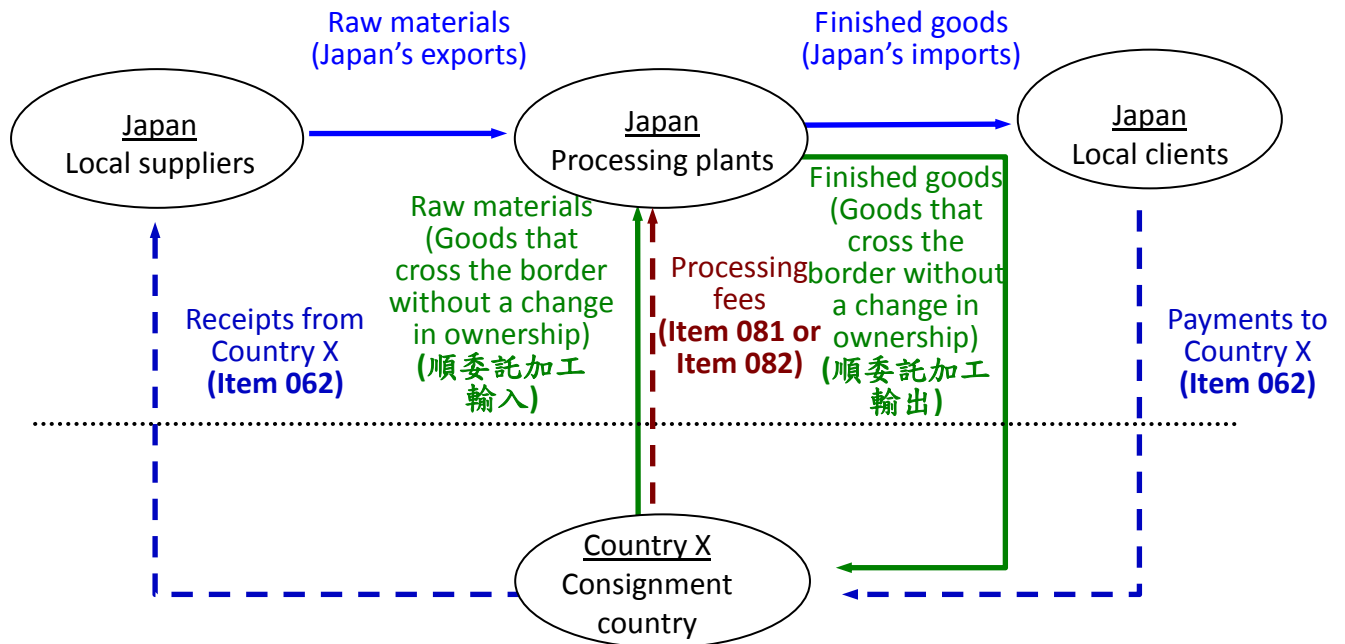 Raw materials
(Japan’s exports)
Finished goods
(Japan’s imports)
Japan
Local suppliers
Japan
Processing plants
Japan
Local clients
Raw materials
(Goods that
cross the border
without a change
in ownership)
(順委託加工
輸入)
Processing
fees
(Item 081 or
Item 082)
Finished goods
(Goods that
cross the
border without
a change in
ownership)
(順委託加工
輸出)
Receipts from
Country X
(Item 062)
Payments to
Country X
(Item 062)
Country X
Consignment
country